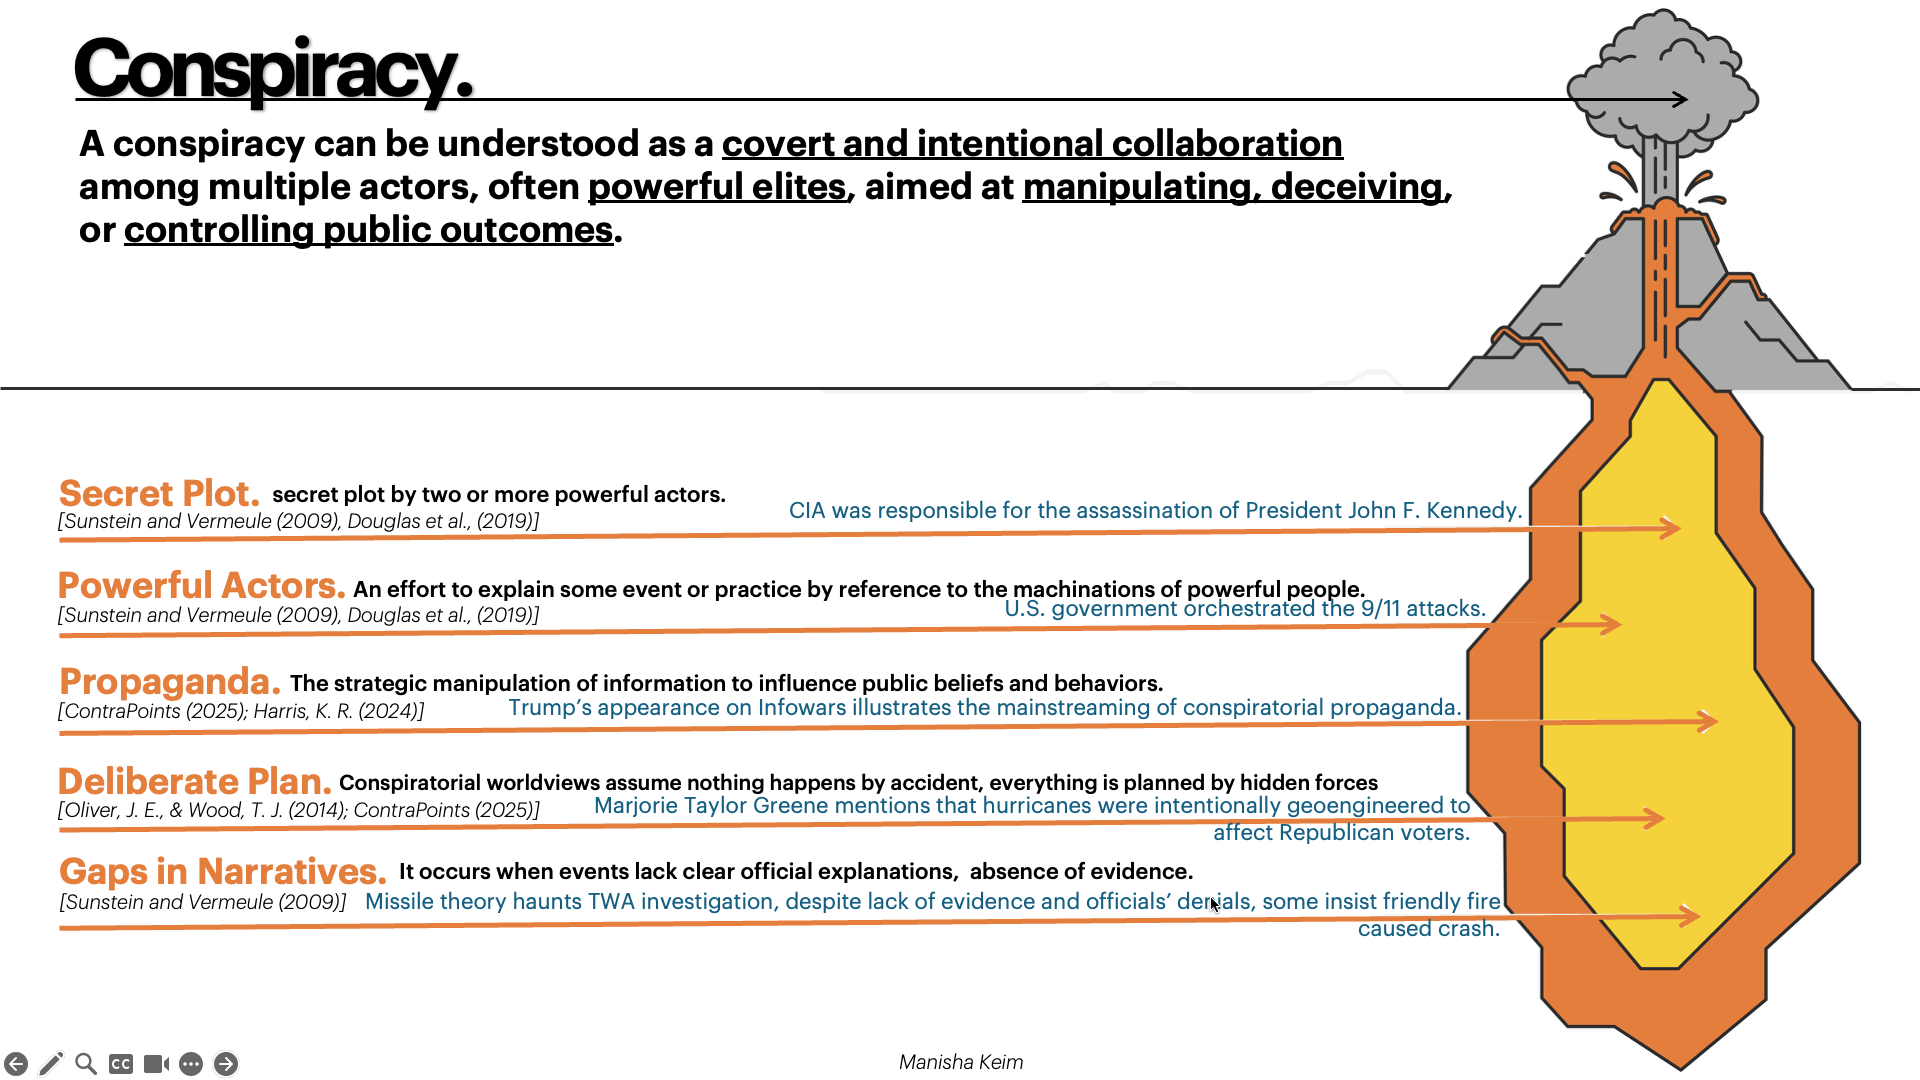 Conspiracy.
A conspiracy can be understood as a covert and intentional collaboration
among multiple actors, often powerful elites, aimed at manipulating, deceiving,
or controlling public outcomes.
Secret Plot. secret plot by two or more powerful actors.
[Sunstein and Vermeule (2009), Douglas et al., (2019)]
CIA was responsible for the assassination of President John F. Kennedy.
Powerful Actors. An effort to explain some event or practice by reference to the machinations of powerful people.
[Sunstein and Vermeule (2009), Douglas et al., (2019)]
U.S. government orchestrated the 9/11 attacks.
Propaganda. The strategic manipulation of information to influence public beliefs and behaviors.
[ContraPoints (2025); Harris, K. R. (2024)]
Trump’s appearance on Infowars illustrates the mainstreaming of conspiratorial propaganda.
Deliberate Plan. Conspiratorial worldviews assume nothing happens by accident, everything is planned by hidden forces
[Oliver, J. E., & Wood, T. J. (2014); ContraPoints (2025)]
Marjorie Taylor Greene mentions that hurricanes were intentionally geoengineered to
affect Republican voters.
Gaps in Narratives. It occurs when events lack clear official explanations,  absence of evidence.
[Sunstein and Vermeule (2009)]
Missile theory haunts TWA investigation, despite lack of evidence and officials’ denials, some insist friendly fire
caused crash.
CC
Manisha Keim